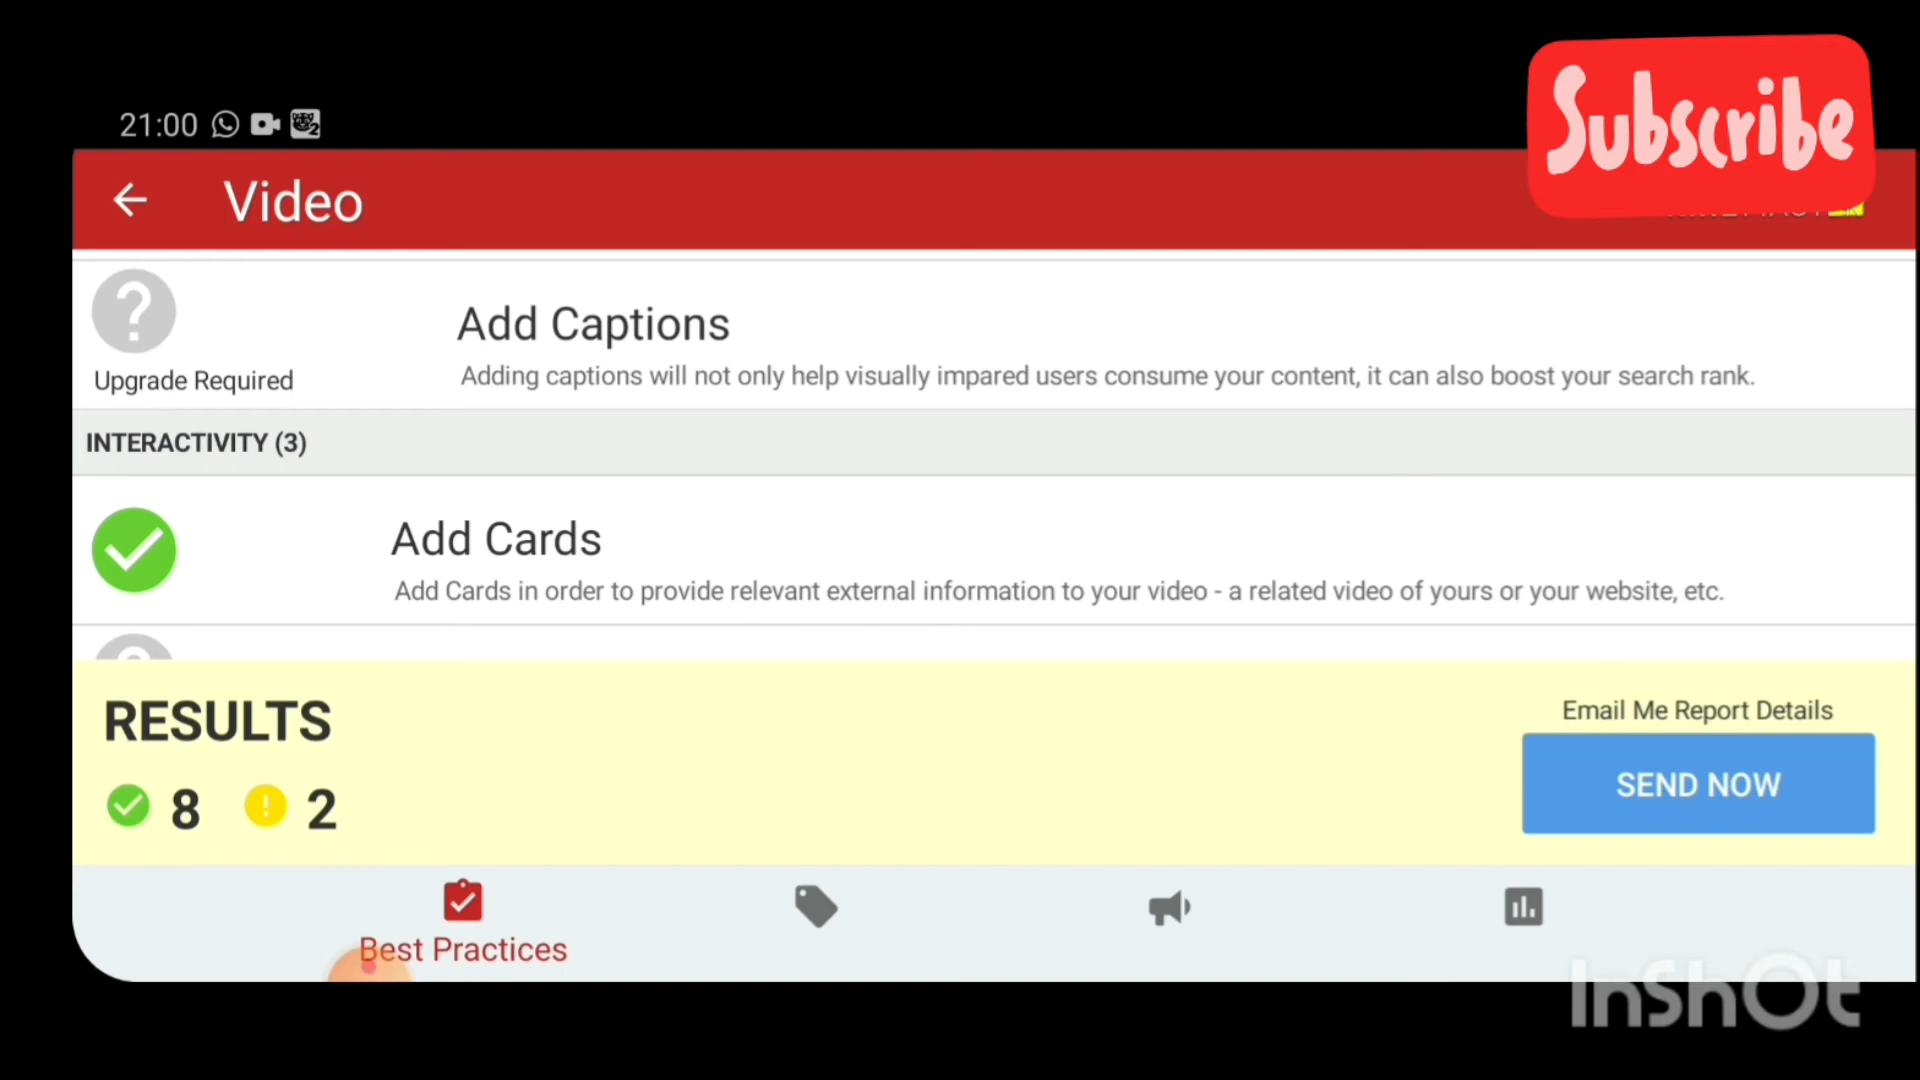 21:00
Subscribe
Video
Add Captions
Upgrade Required
Adding captions will not only help visually impared users consume your content, it can also boost your search rank.
INTERACTIVITY (3)
Add Cards
Add Cards in order to provide relevant external information to your video - a related video of yours or your website, etc.
RESULTS
Email Me Report Details
8
2
SEND NOW
Best Practices
InShOt